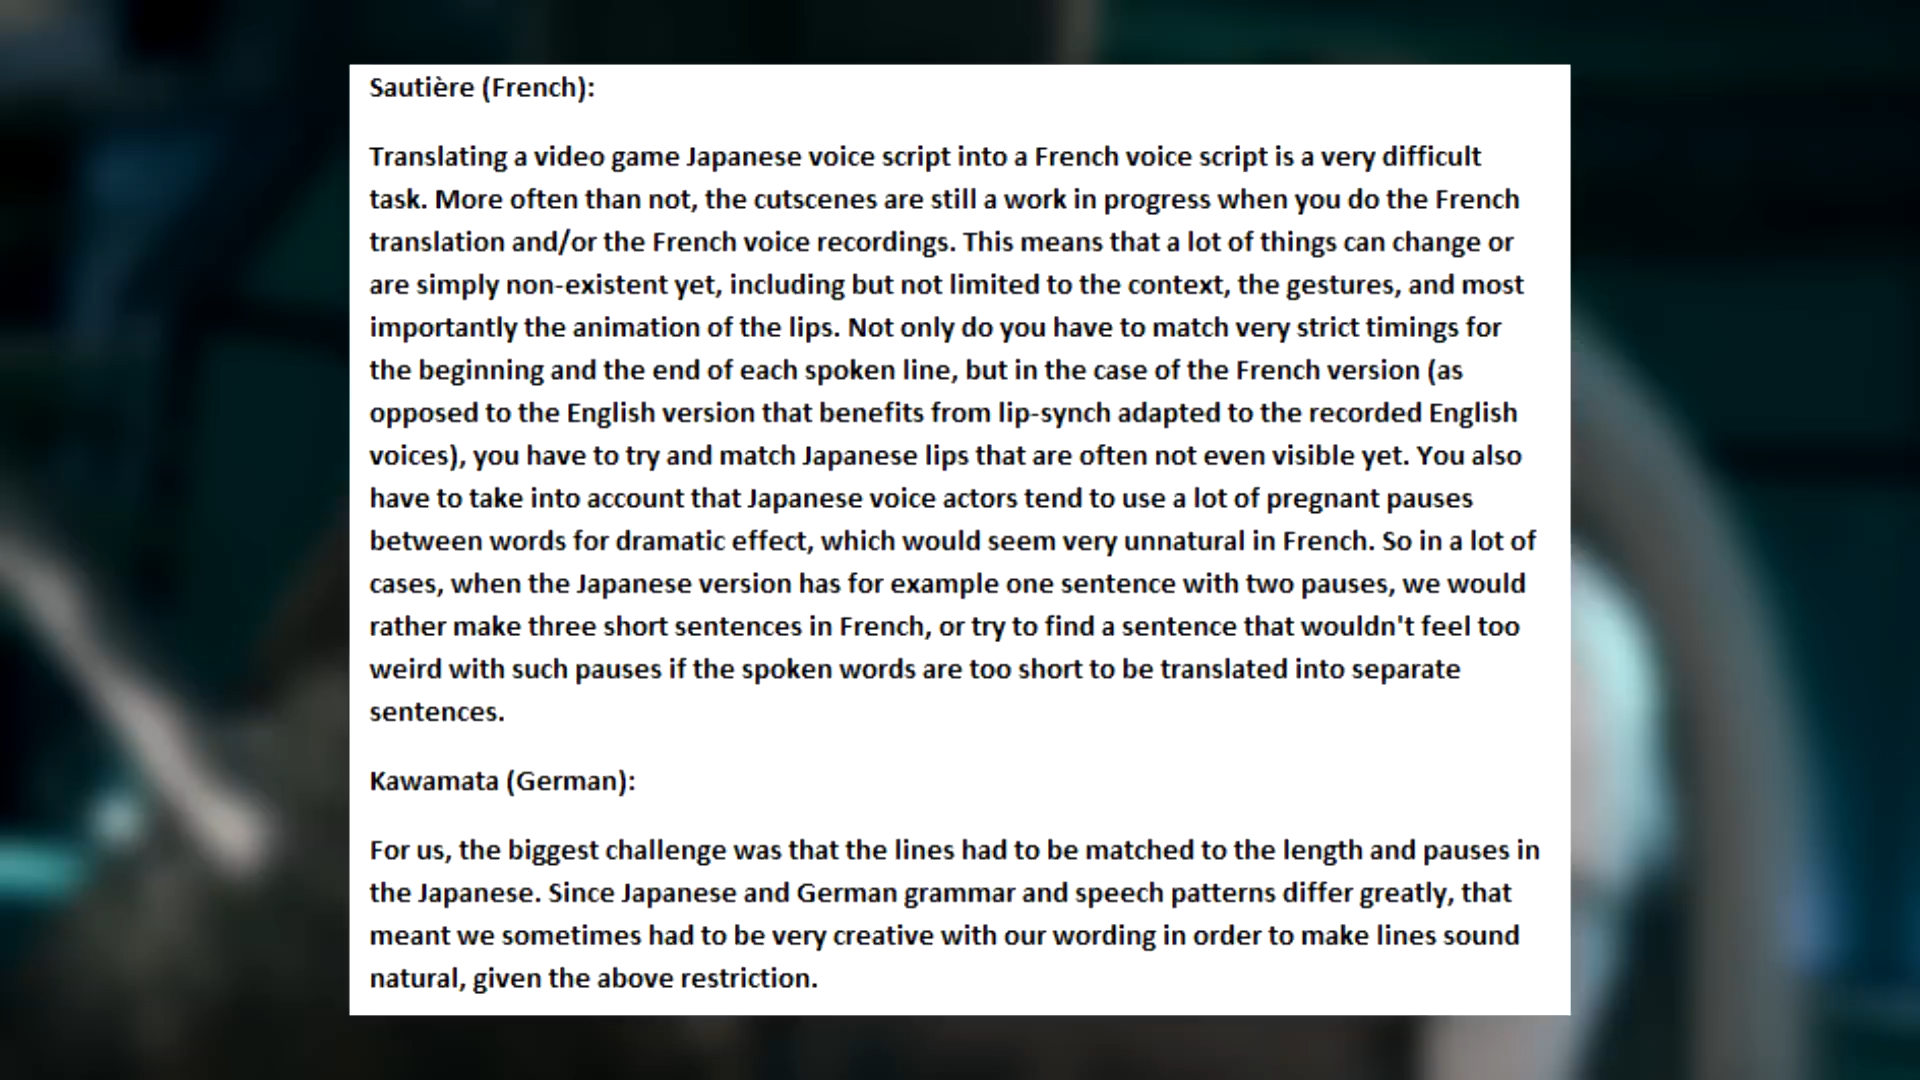 Sautière (French):
Translating a video game Japanese voice script into a French voice script is a very difficult
task. More often than not, the cutscenes are still a work in progress when you do the French
translation and/or the French voice recordings. This means that a lot of things can change or
are simply non-existent yet, including but not limited to the context, the gestures, and most
importantly the animation of the lips. Not only do you have to match very strict timings for
the beginning and the end of each spoken line, but in the case of the French version (as
opposed to the English version that benefits from lip-synch adapted to the recorded English
voices), you have to try and match Japanese lips that are often not even visible yet. You also
have to take into account that Japanese voice actors tend to use a lot of pregnant pauses
between words for dramatic effect, which would seem very unnatural in French. So in a lot of
cases, when the Japanese version has for example one sentence with two pauses, we would
rather make three short sentences in French, or try to find a sentence that wouldn't feel too
weird with such pauses if the spoken words are too short to be translated into separate
sentences.
Kawamata (German):
For us, the biggest challenge was that the lines had to be matched to the length and pauses in
the Japanese. Since Japanese and German grammar and speech patterns differ greatly, that
meant we sometimes had to be very creative with our wording in order to make lines sound
natural, given the above restriction.